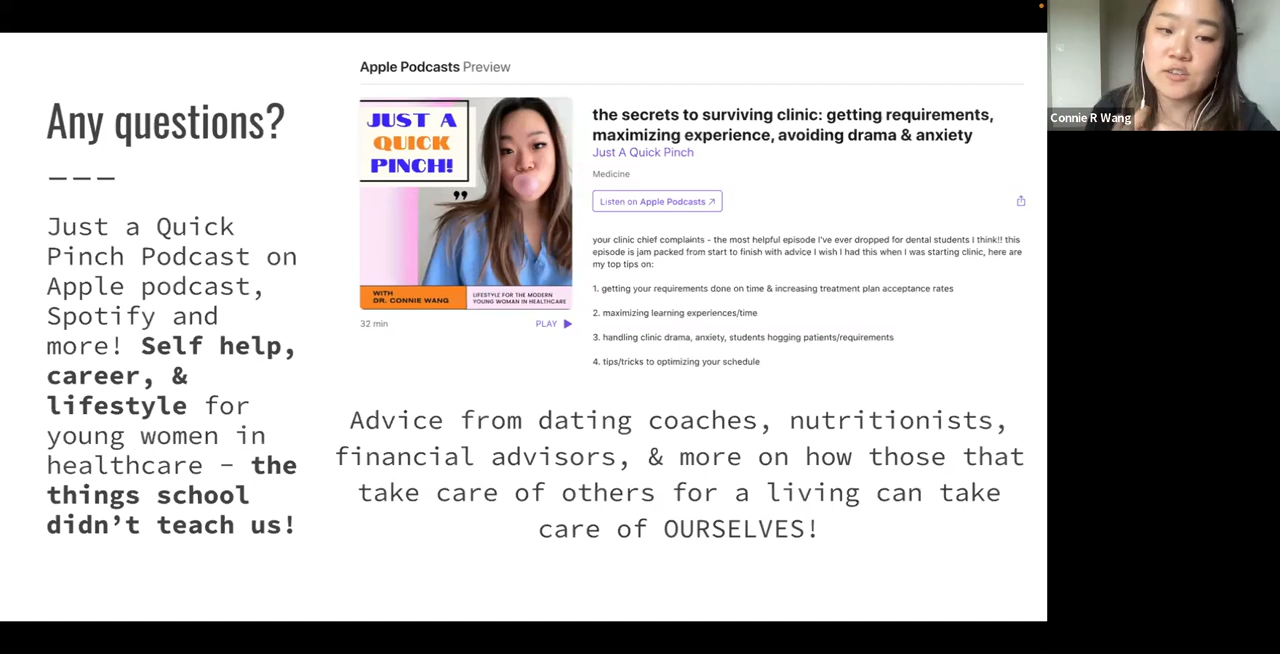 Any questions?
———
Just a Quick
Pinch Podcast on
Apple podcast,
Spotify and
more! Self help,
career, &
lifestyle for
young women in
healthcare - the
things school
didn't teach us!
Apple Podcasts Preview
JUST A
QUICK
PINCH!
"
WITH
DR. CONNIE WANG
LIFESTYLE FOR THE MODERN
YOUNG WOMAN IN HEALTHCARE
32 min
PLAY
the secrets to surviving clinic: getting requirements,
maximizing experience, avoiding drama & anxiety
Just A Quick Pinch
Medicine
Listen on Apple Podcasts ↗
your clinic chief complaints - the most helpful episode I've ever dropped for dental students I think!! this
episode is jam packed from start to finish with advice I wish I had this when I was starting clinic, here are
my top tips on:
1. getting your requirements done on time & increasing treatment plan acceptance rates
2. maximizing learning experiences/time
3. handling clinic drama, anxiety, students hogging patients/requirements
4. tips/tricks to optimizing your schedule
Advice from dating coaches, nutritionists,
financial advisors, & more on how those that
take care of others for a living can take
care of OURSELVES!
Connie R Wang